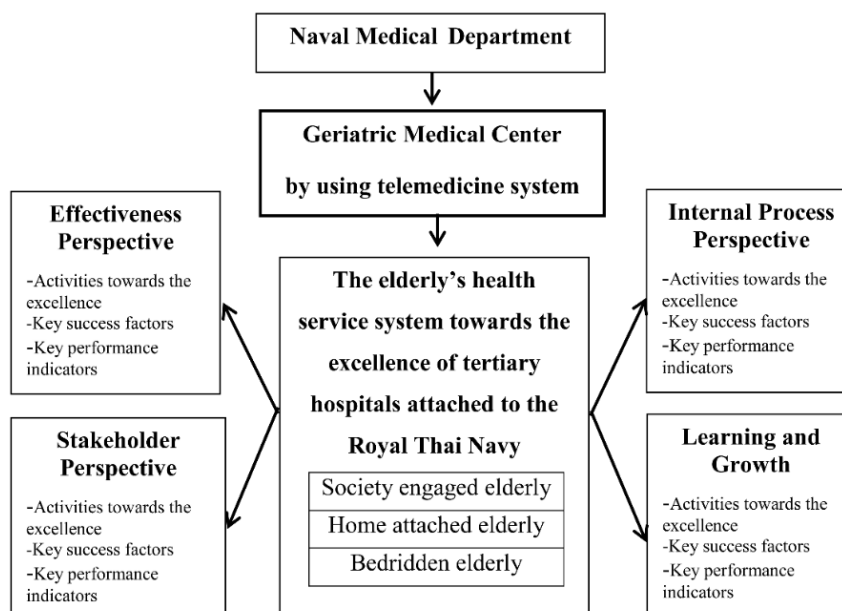 Naval Medical Department
Geriatric Medical Center
by using telemedicine system
Effectiveness
Perspective
-Activities towards the
excellence
-Key success factors
-Key performance
indicators
Stakeholder
Perspective
-Activities towards the
excellence
-Key success factors
-Key performance
indicators
The elderly's health
service system towards the
excellence of tertiary
hospitals attached to the
Royal Thai Navy
Society engaged elderly
Home attached elderly
Bedridden elderly
Internal Process
Perspective
-Activities towards the
excellence
-Key success factors
-Key performance
indicators
Learning and
Growth
-Activities towards the
excellence
-Key success factors
-Key performance
indicators